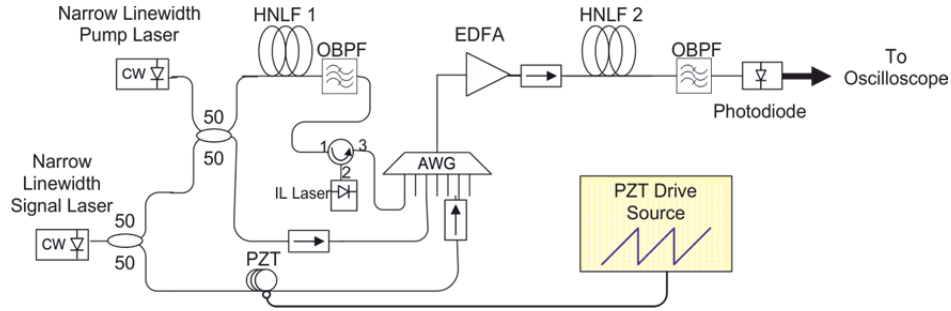 Narrow Linewidth
Pump Laser
CW
HNLF 1
OBPF
50
50
1
2
3
IL Laser
Narrow
Linewidth
Signal Laser
CW
50
50
PZT
AWG
EDFA
HNLF 2
OBPF
Photodiode
To
Oscilloscope
PZT Drive
Source